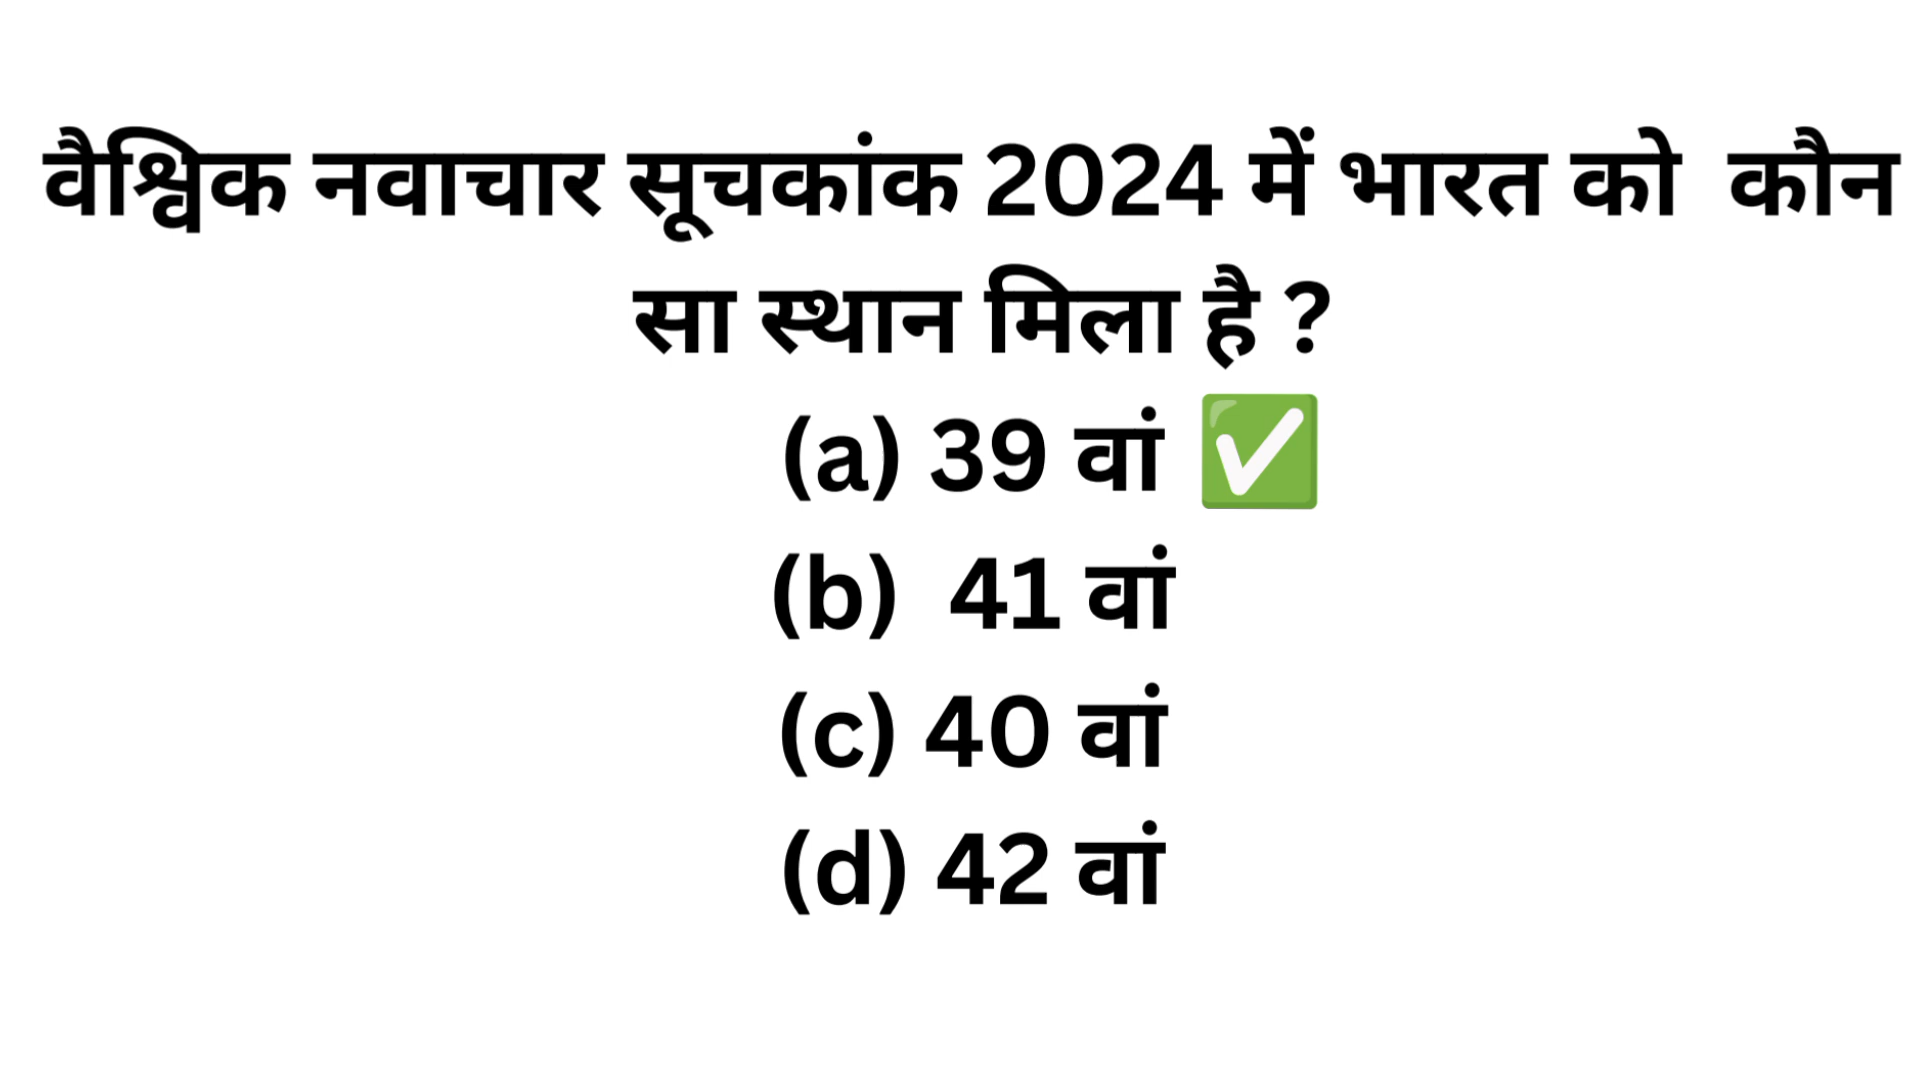 वैश्विक नवाचार सूचकांक 2024 में भारत को कौन
सा स्थान मिला है ?
(a) 39 वां ✅
(b) 41 वां
(c) 40 वां
(d) 42 वां